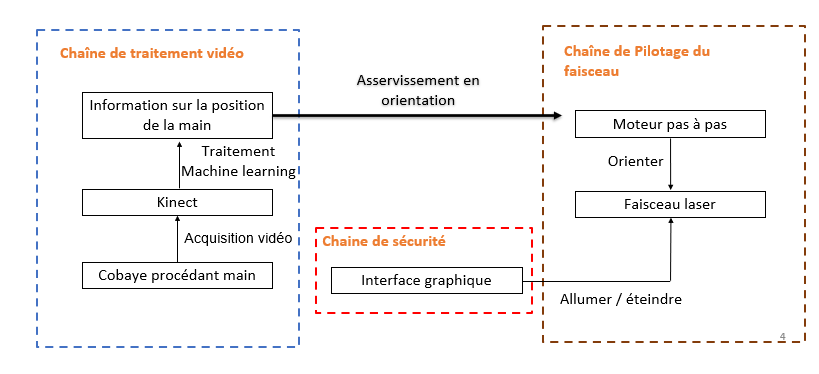 Chaîne de traitement vidéo
Information sur la position
de la main
Traitement
Machine learning
Kinect
Acquisition vidéo
Cobaye procédant main
Asservissement en
orientation
Chaine de sécurité
Interface graphique
Chaîne de Pilotage du
faisceau
Moteur pas à pas
Orienter
Faisceau laser
Allumer / éteindre
4